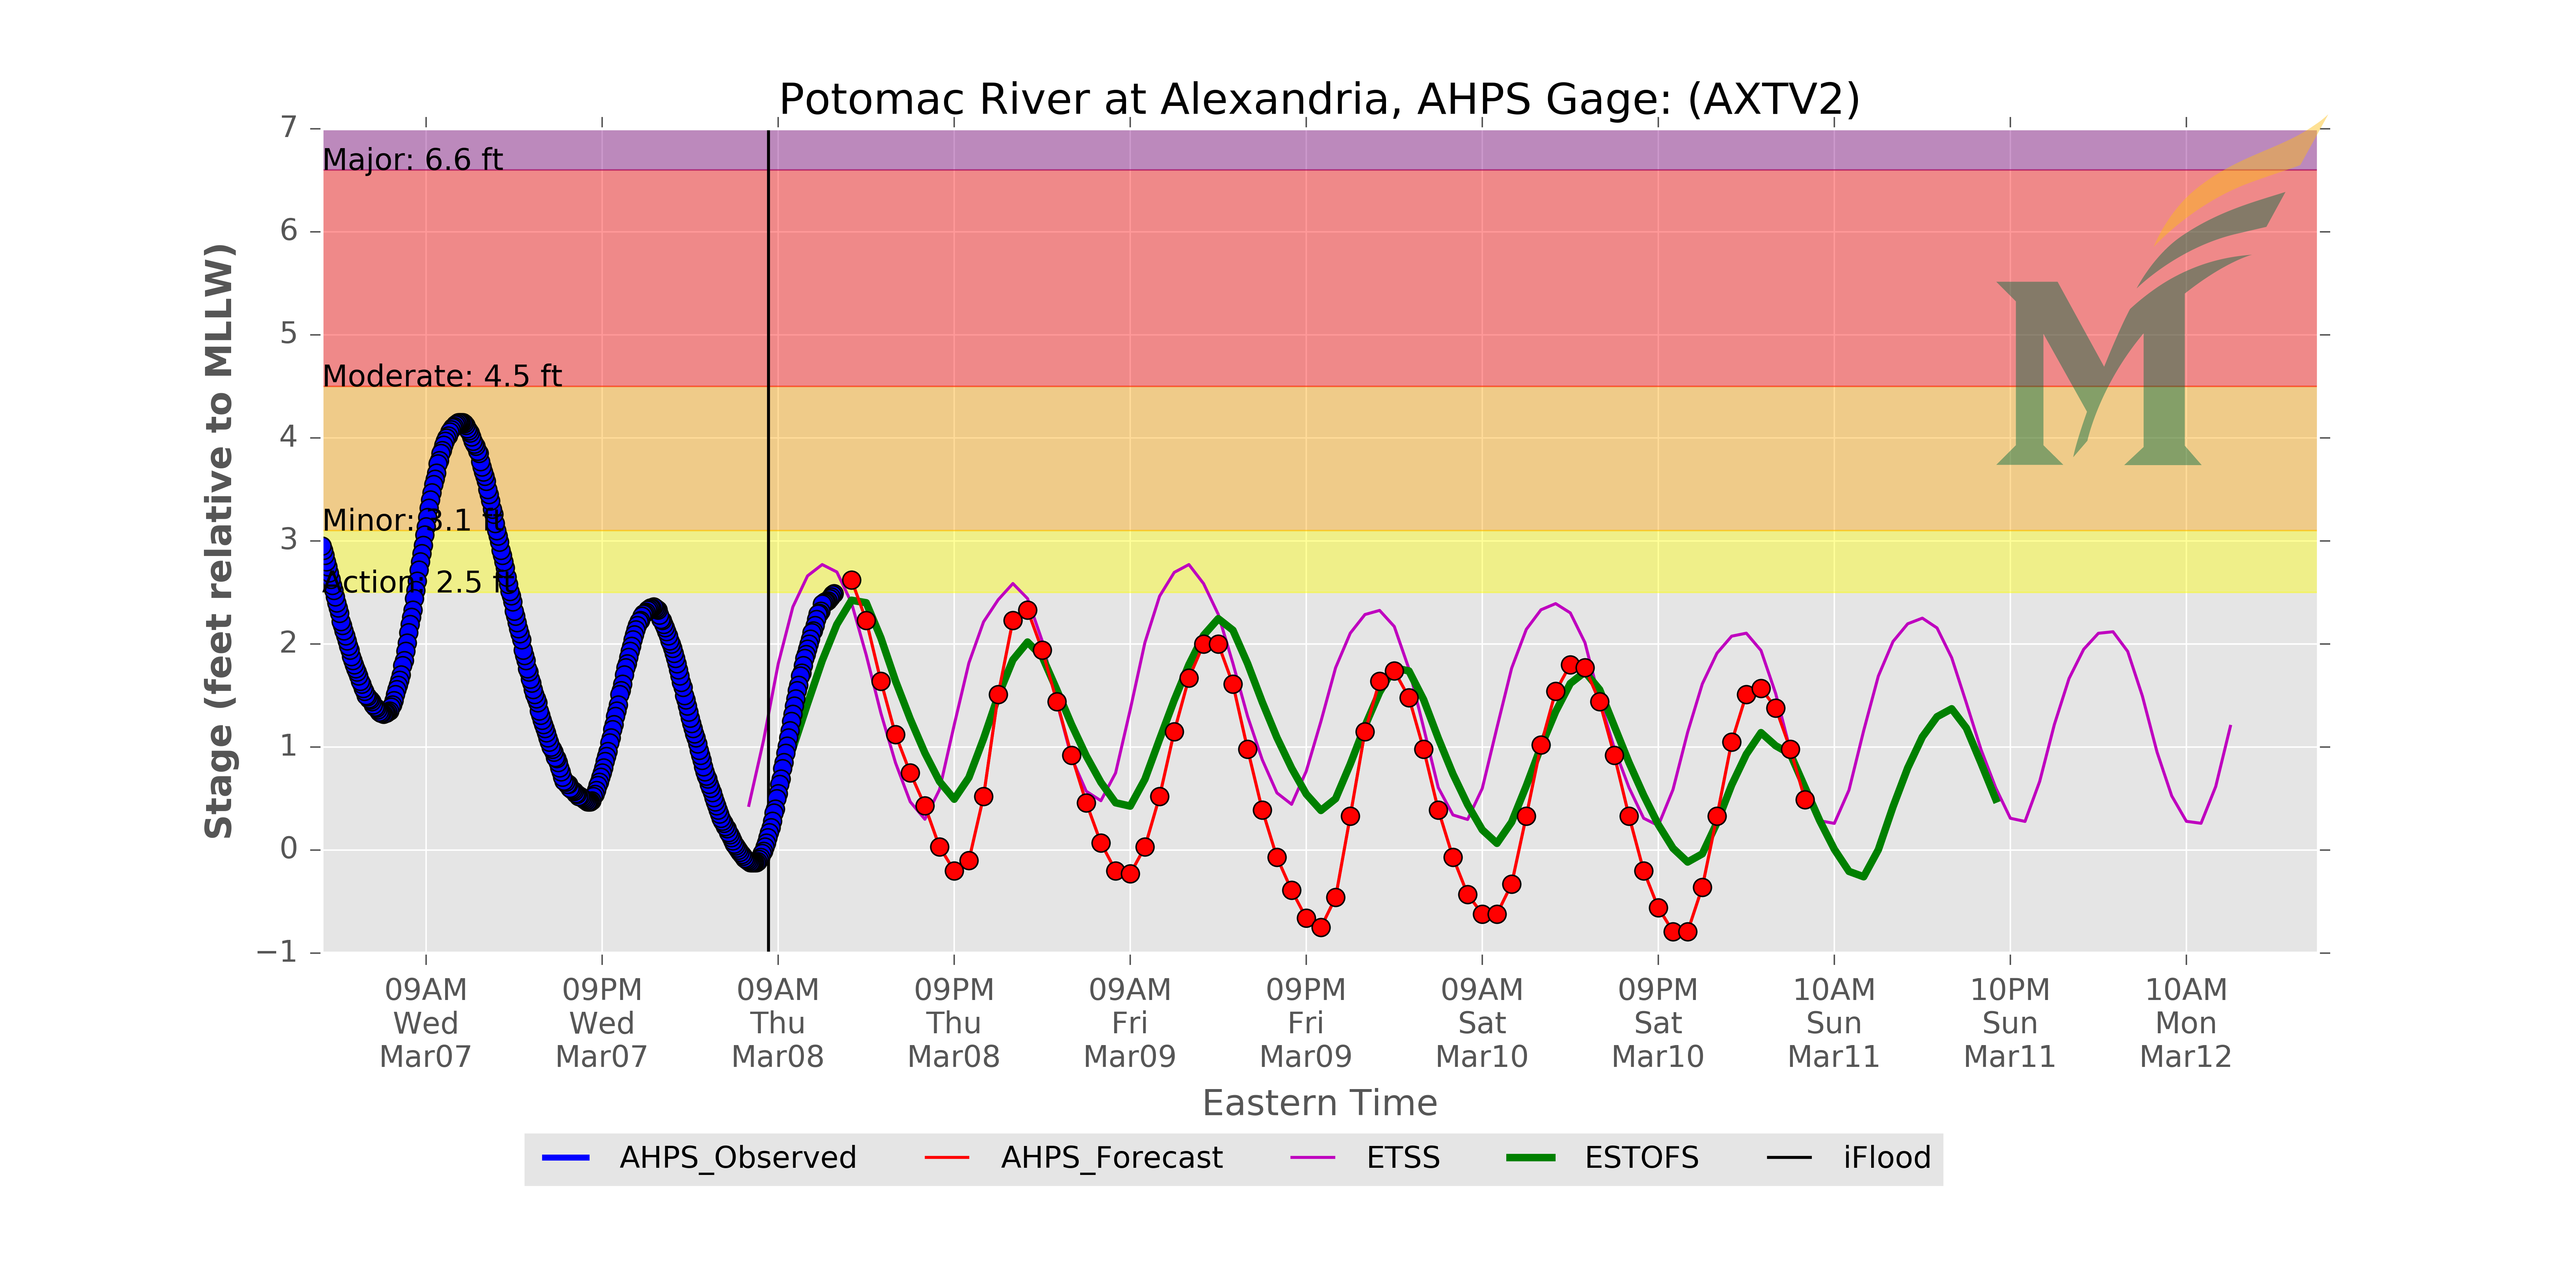 Potomac River at Alexandria, AHPS Gage: (AXTV2)
Stage (feet relative to MLLW)
7
6
5
4
3
2
1
0
−1
Major: 6.6 ft
Moderate: 4.5 ft
Minor: 3.1 ft
Action: 2.5 ft
M
09AM 09PM 09AM 09PM 09AM 09PM 09AM 09PM 10AM 10PM 10AM
Wed Wed Thu Thu Fri Fri Sat Sat Sun Sun Mon
Mar07 Mar07 Mar08 Mar08 Mar09 Mar09 Mar10 Mar10 Mar11 Mar11 Mar12
Eastern Time
AHPS_Observed AHPS_Forecast ETSS ESTOFS iFlood